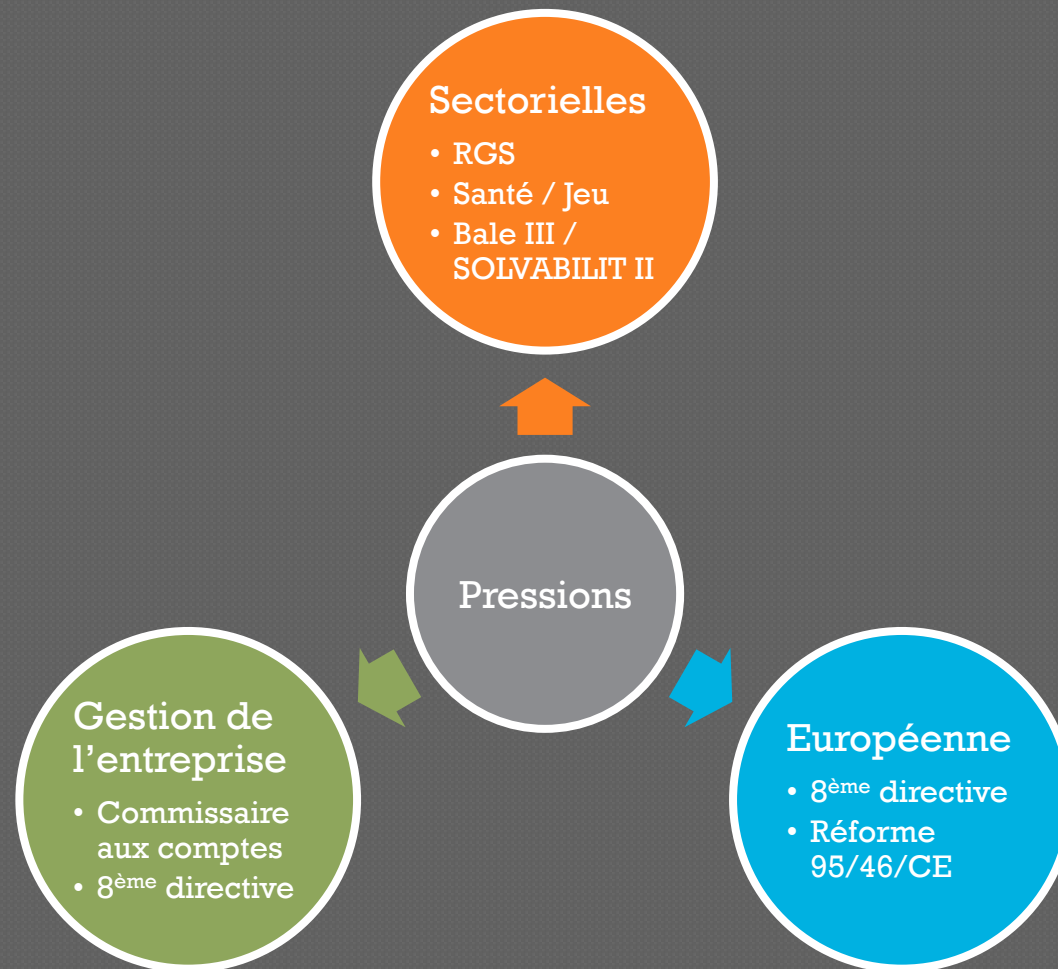 Sectorielles
• RGS
• Santé / Jeu
• Bale III /
SOLVABILIT II
Pressions
Gestion de
l’entreprise
• Commissaire
aux comptes
• 8ème directive
Européenne
• 8ème directive
• Réforme
95/46/CE